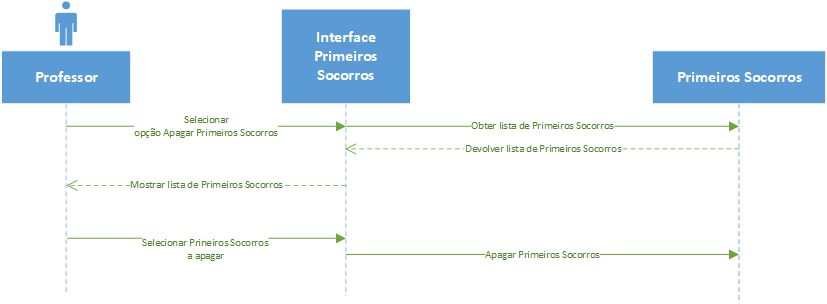 Professor
Interface
Primeiros
Socorros
Primeiros Socorros
Selecionar
opção Apagar Primeiros Socorros
Obter lista de Primeiros Socorros
Devolver lista de Primeiros Socorros
Mostrar lista de Primeiros Socorros
Selecionar Prineiros Socorros
a apagar
Apagar Primeiros Socorros